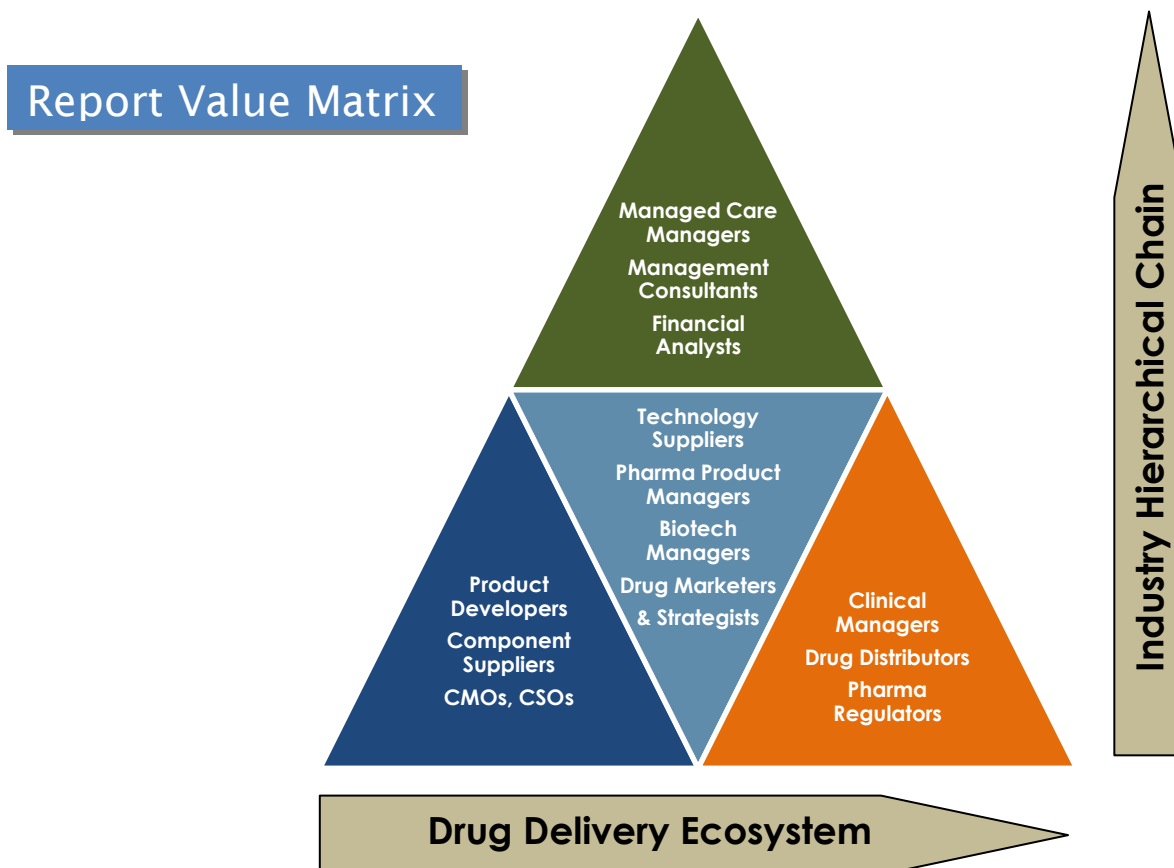 Report Value Matrix
Managed Care
Managers
Management
Consultants
Financial
Analysts
Technology
Suppliers
Pharma Product
Managers
Biotech
Managers
Drug Marketers
& Strategists
Product
Developers
Component
Suppliers
CMOs, CSOs
Clinical
Managers
Drug Distributors
Pharma
Regulators
Industry Hierarchical Chain
Drug Delivery Ecosystem